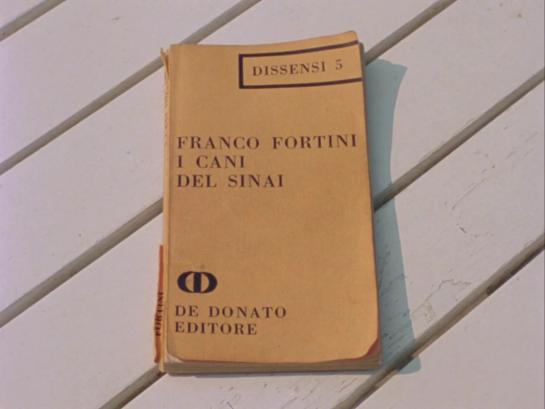 DISSENSI 5
FRANCO FORTINI
I CANI
DEL SINAI
DE DONATO
EDITORE
FORTINI